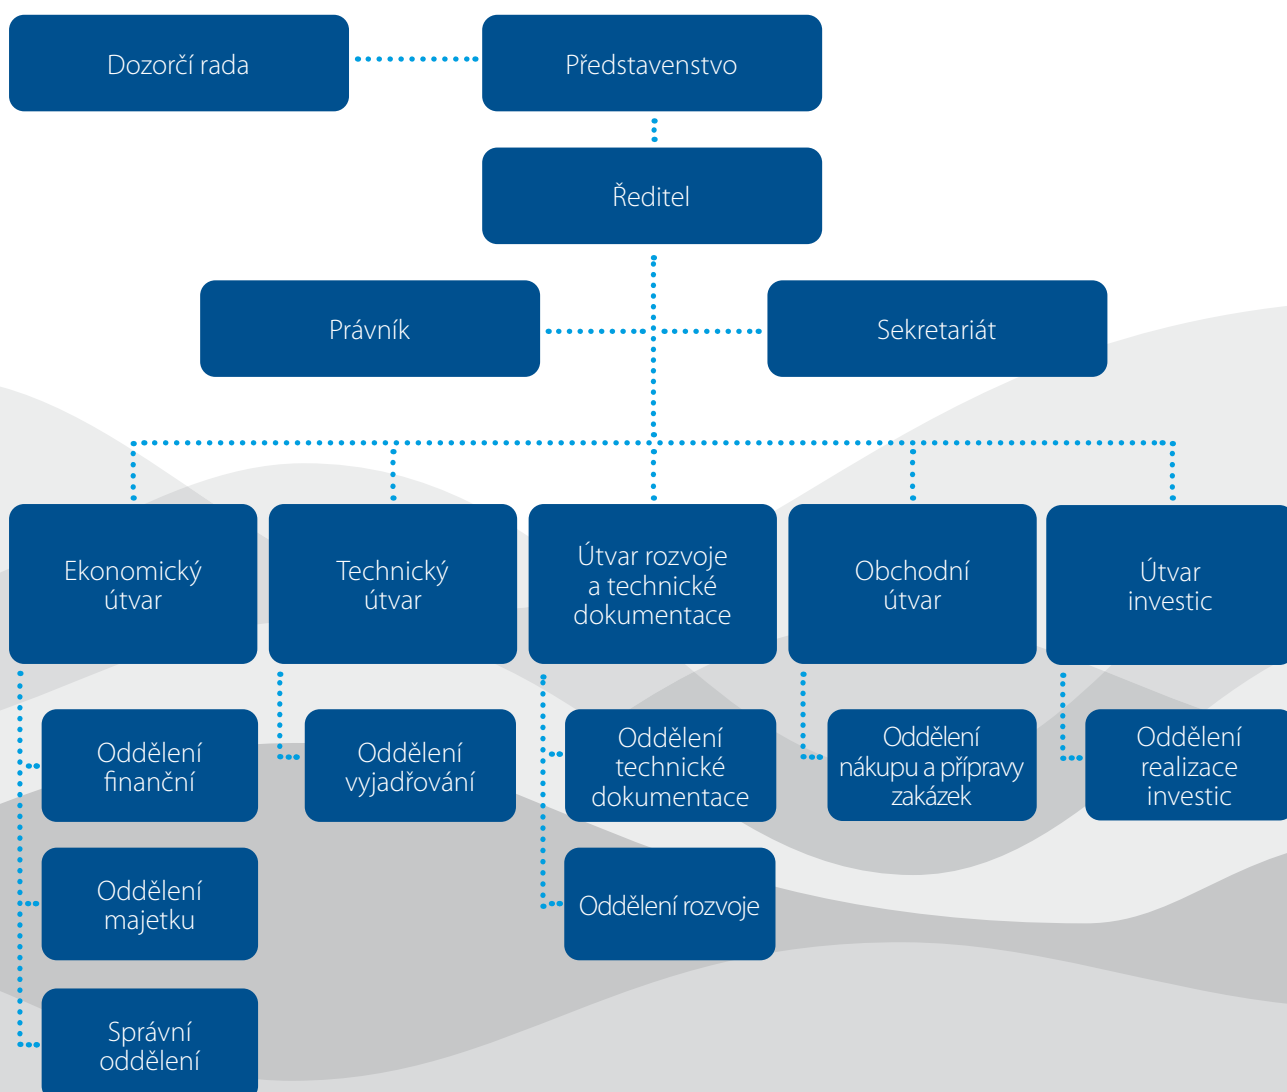 Dozorčí rada
Představenstvo
Ředitel
Právník
Sekretariát
Ekonomický
útvar
Technický
útvar
Útvar rozvoje
a technické
dokumentace
Obchodní
útvar
Útvar
investic
Oddělení
finanční
Oddělení
vyjadřování
Oddělení
technické
dokumentace
Oddělení
nákupu a přípravy
zakázek
Oddělení
realizace
investic
Oddělení
majetku
Oddělení rozvoje
Správní
oddělení